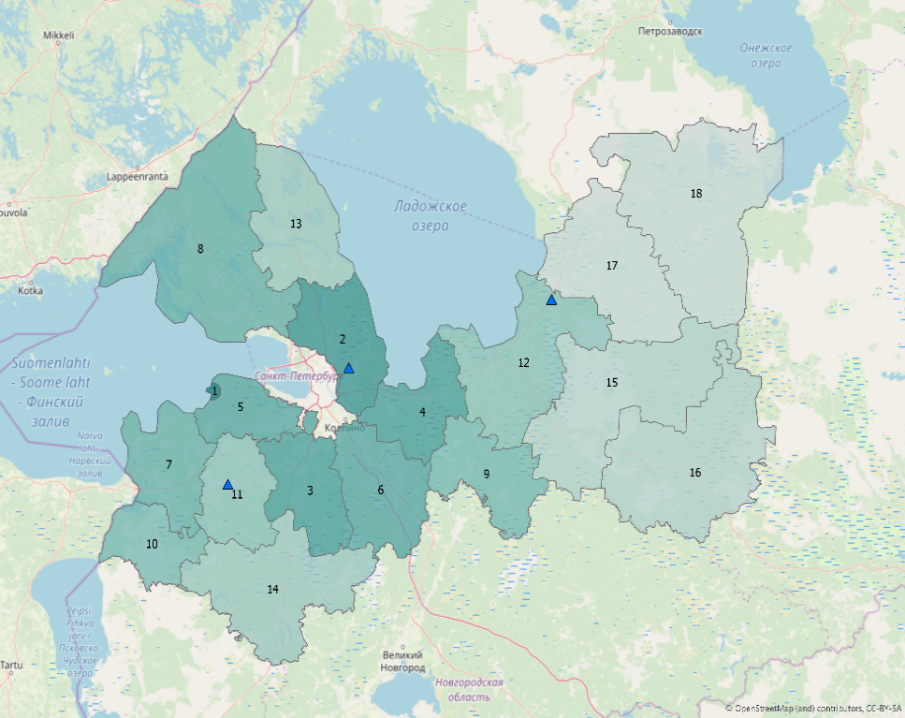 Mikkeli
Петрозаводск
Онежское
озеро
Lappeenranta
ouvola
Ладожское
озеро
18
13
8
17
Kotka
2
Suomenlahti
- Soome laht
- Финский
залив
Санкт-Петербург
12
15
1
5
4
Narva
laht
Нарвский
залив
7
11
3
6
9
16
10
14
Peipsi
Pihkva
järv /
Псковско-
Чудское
озеро
Tartu
Великий
Новгород
Новгородская
область
© OpenStreetMap (and) contributors, CC-BY-SA